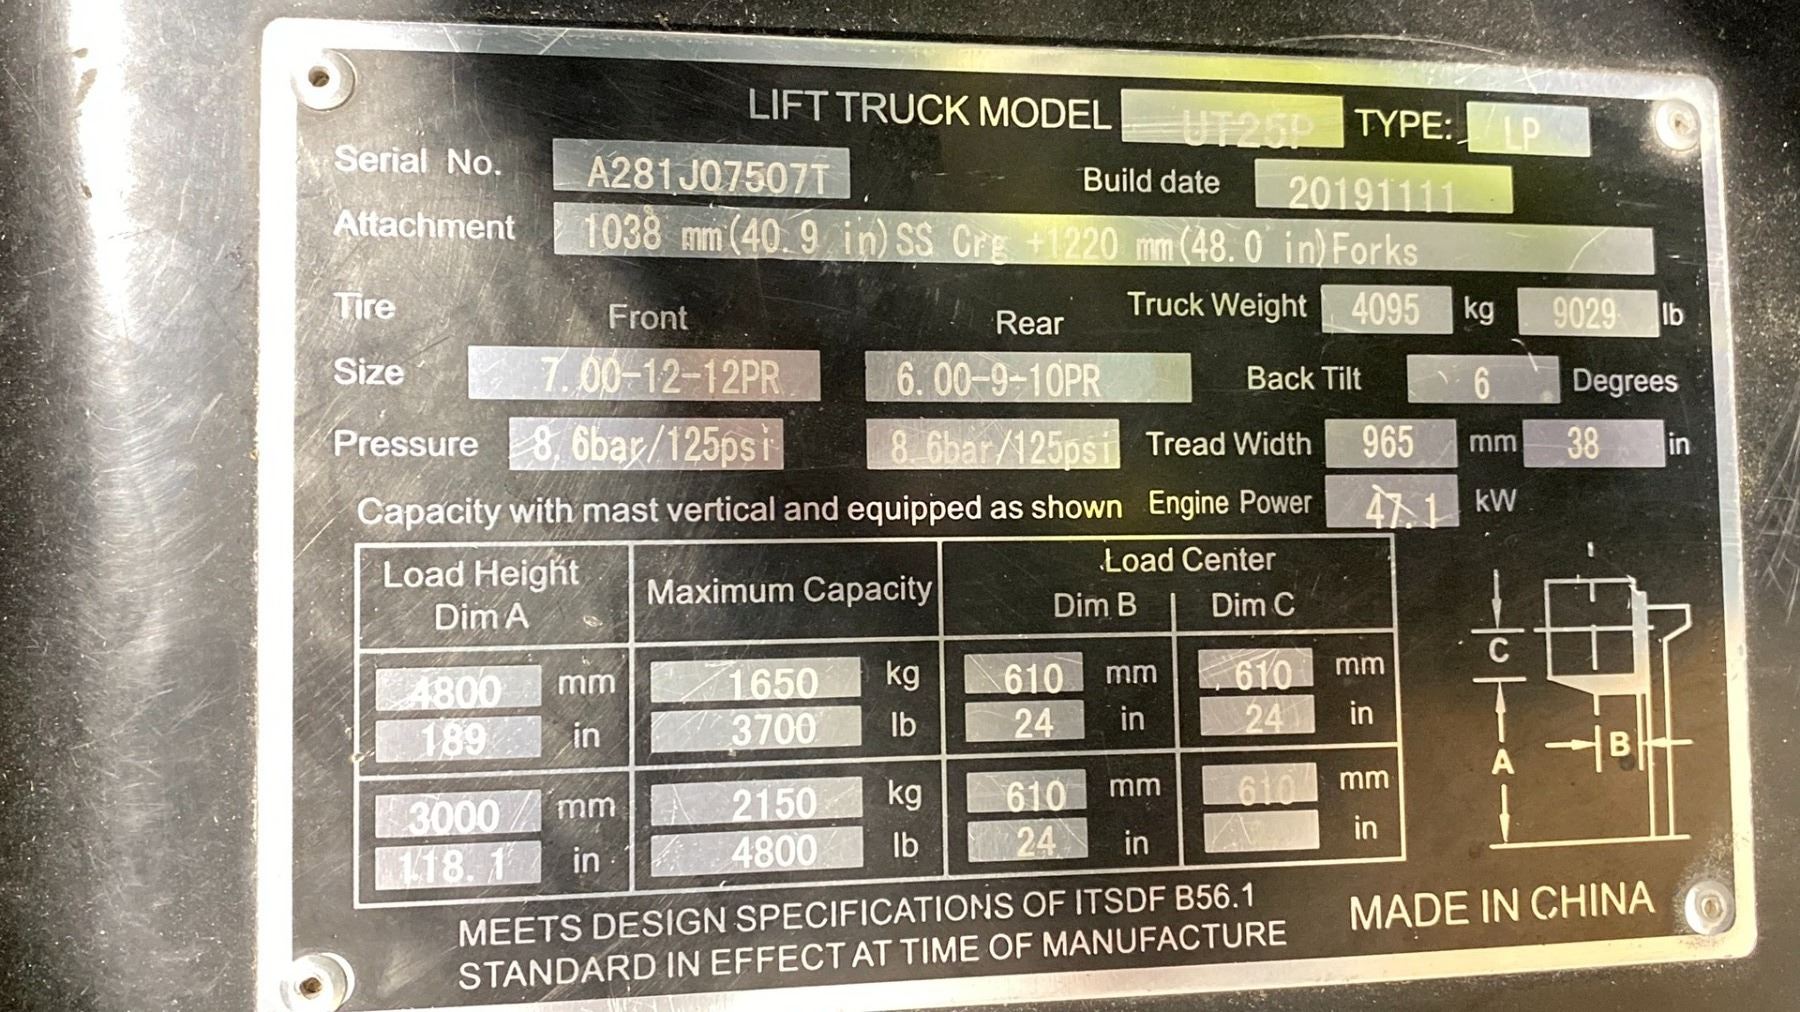 LIFT TRUCK MODEL UT25P TYPE: LP
Serial No. A281J07507T Build date 20191111
Attachment 1038 mm(40.9 in)SS Crg +1220 mm(48.0 in)Forks
Tire Front Rear Truck Weight 4095 kg 9029 lb
Size 7.00-12-12PR 6.00-9-10PR Back Tilt 6 Degrees
Pressure 8.6bar/125psi 8.6bar/125psi Tread Width 965 mm 38 in
Capacity with mast vertical and equipped as shown Engine Power 47.1 kW
Load Height Maximum Capacity Load Center
Dim A Dim B Dim C
4800 mm 1650 kg 610 mm 610 mm
189 in 3700 lb 24 in 24 in
3000 mm 2150 kg 610 mm 610 mm
118.1 in 4800 lb 24 in in
C
B
A
MEETS DESIGN SPECIFICATIONS OF ITSDF B56.1
STANDARD IN EFFECT AT TIME OF MANUFACTURE
MADE IN CHINA